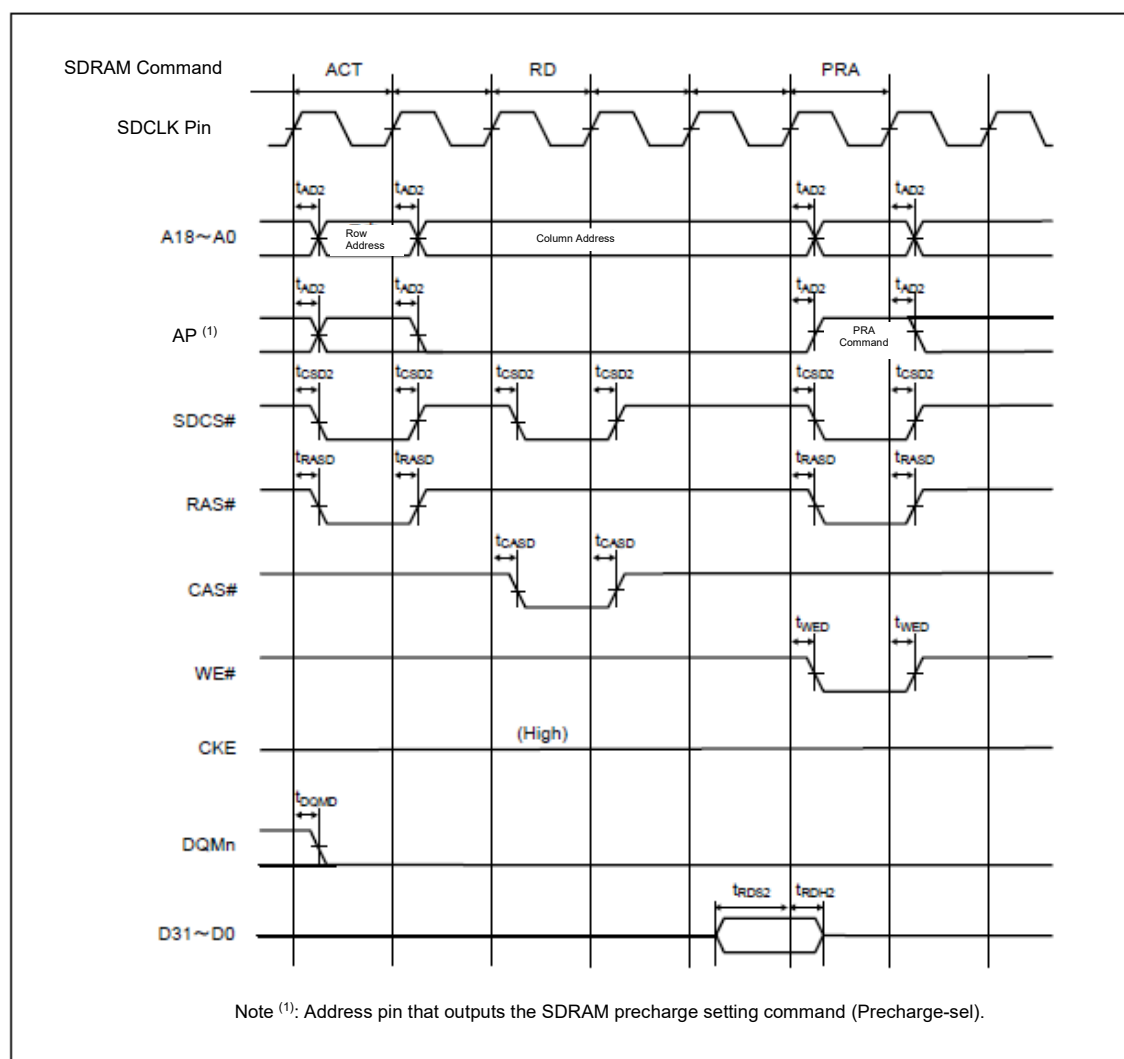 SDRAM Command ACT RD PRA
SDCLK Pin
tAD2 tAD2 tAD2 tAD2
A18～A0 Row Address Column Address
tAD2 tAD2 tAD2 tAD2
AP (1) PRA Command
tCSD2 tCSD2 tCSD2 tCSD2 tCSD2 tCSD2
SDCS#
tRASD tRASD tRASD tRASD
RAS#
tCASD tCASD
CAS#
tWED tWED
WE#
CKE (High)
tDQMD
DQMn
tRDS2 tRDH2
D31～D0
Note (1): Address pin that outputs the SDRAM precharge setting command (Precharge-sel).